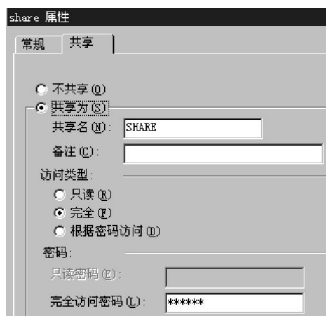 share 属性
常规 共享
不共享(O)
共享为(S)
共享名(N): SHARE
备注(C):
访问类型:
只读(R)
完全(F)
根据密码访问(D)
密码:
只读密码(E):
完全访问密码(L): ******